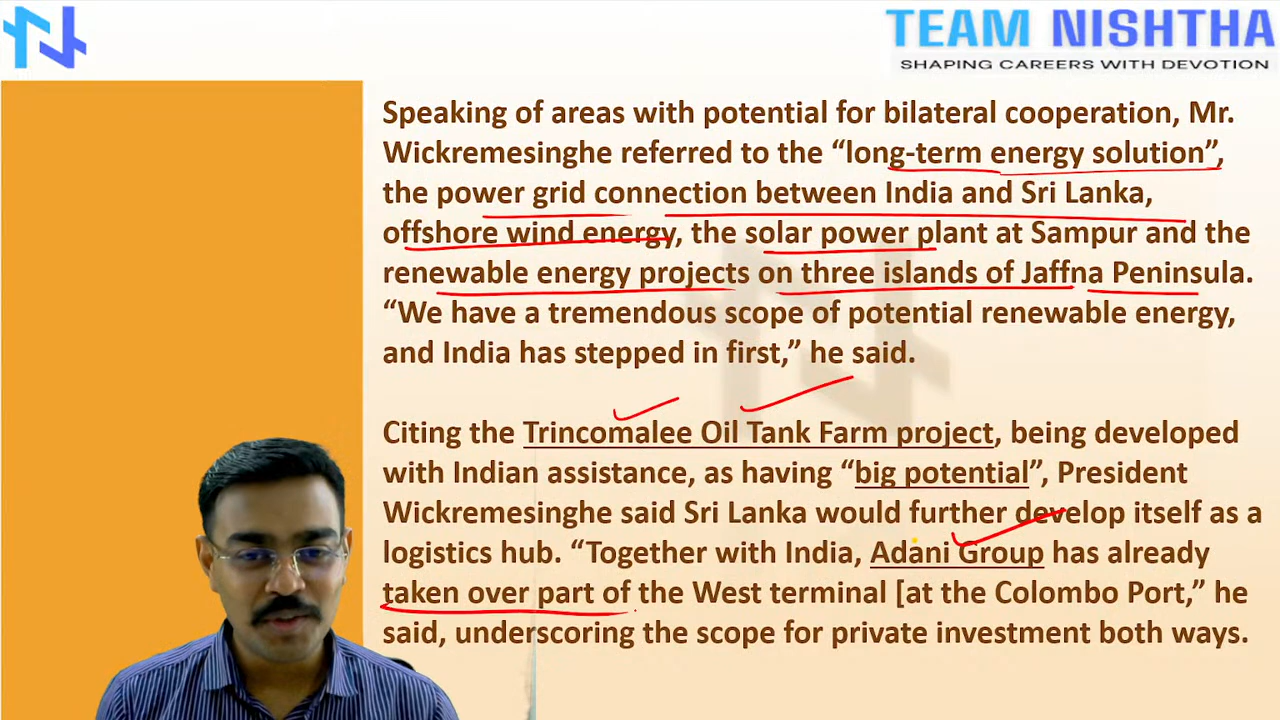 TEAM NISHTHA
SHAPING CAREERS WITH DEVOTION
Speaking of areas with potential for bilateral cooperation, Mr.
Wickremesinghe referred to the “long-term energy solution”,
the power grid connection between India and Sri Lanka,
offshore wind energy, the solar power plant at Sampur and the
renewable energy projects on three islands of Jaffna Peninsula.
“We have a tremendous scope of potential renewable energy,
and India has stepped in first,” he said.
Citing the Trincomalee Oil Tank Farm project, being developed
with Indian assistance, as having “big potential”, President
Wickremesinghe said Sri Lanka would further develop itself as a
logistics hub. “Together with India, Adani Group has already
taken over part of the West terminal [at the Colombo Port,” he
said, underscoring the scope for private investment both ways.